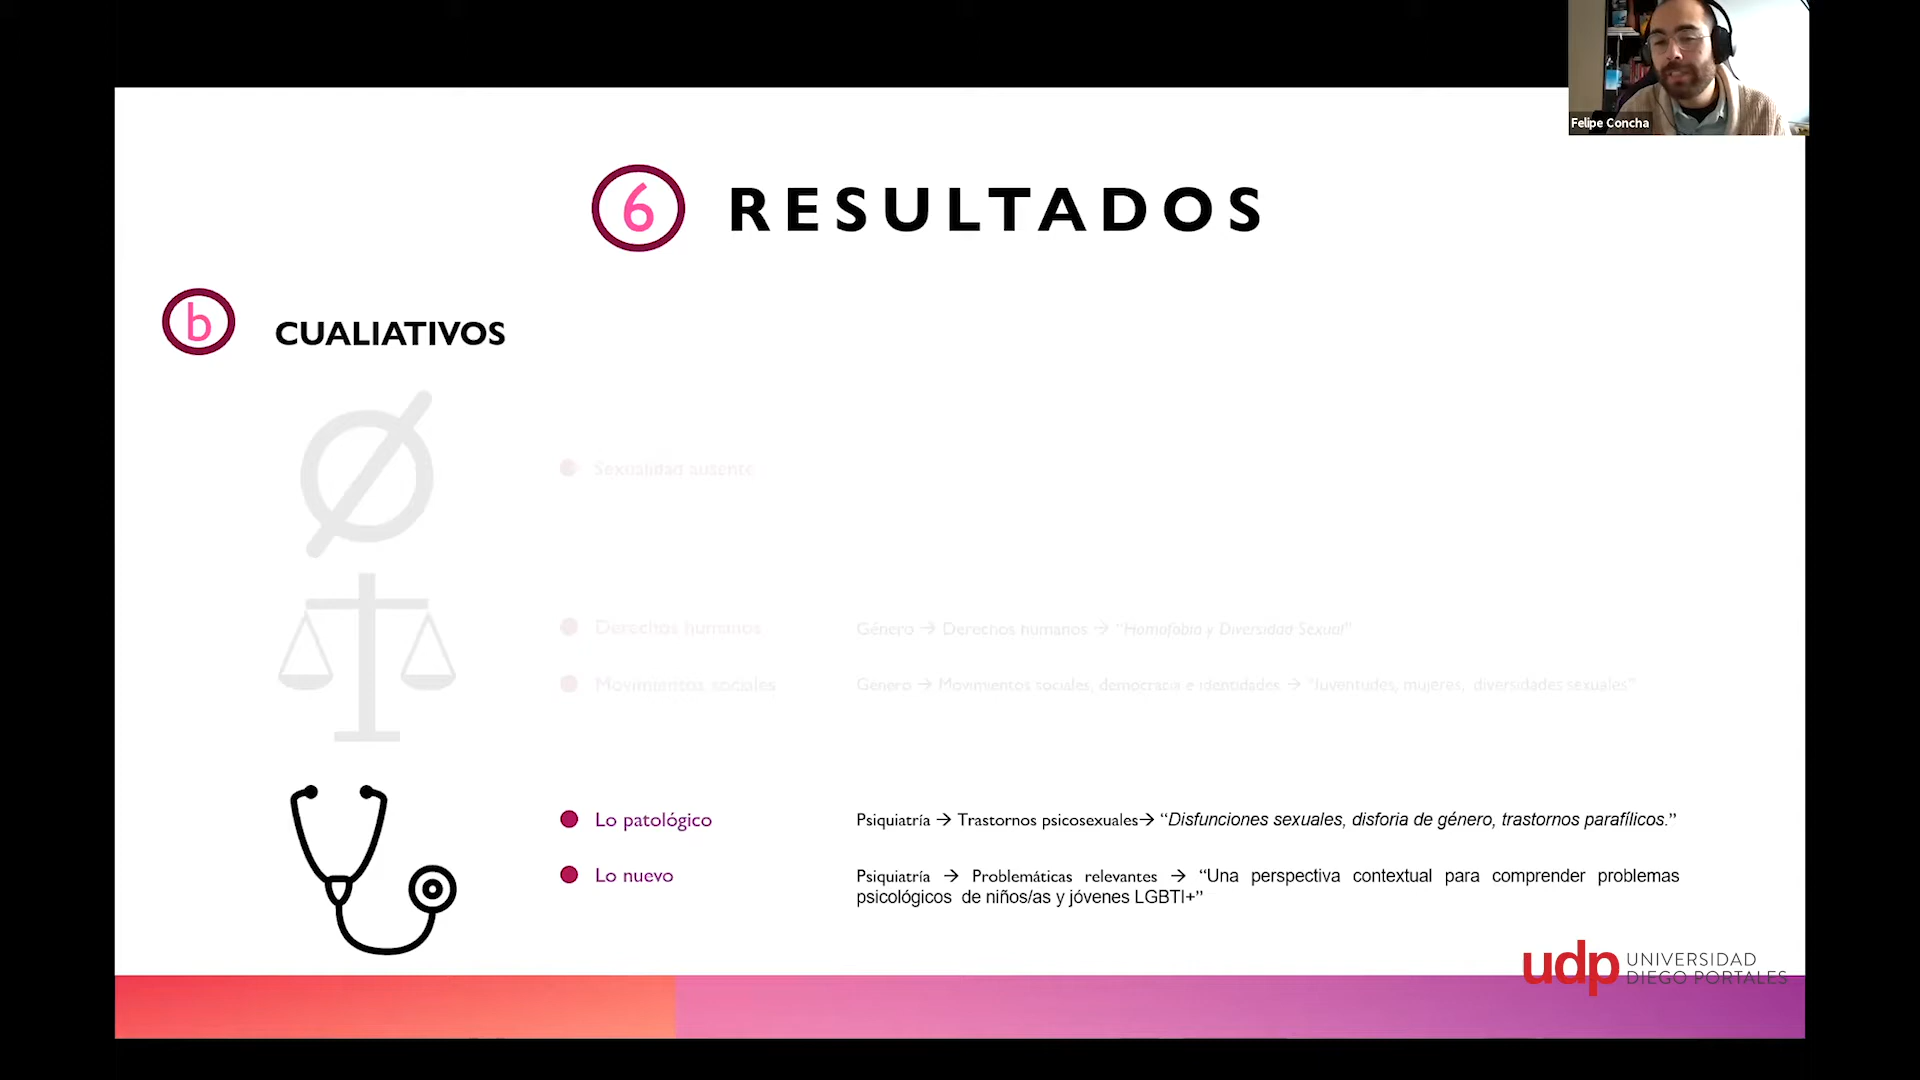 Felipe Concha
6 RESULTADOS
b CUALIATIVOS
Sexualidad ausente
Derechos humanos Género → Derechos humanos → “Homofobia y Diversidad Sexual”
Movimientos sociales Género → Movimientos sociales, democracia e identidades → “Juventudes, mujeres, diversidades sexuales”
Lo patológico Psiquiatría → Trastornos psicosexuales→ “Disfunciones sexuales, disforia de género, trastornos parafílicos.”
Lo nuevo Psiquiatría → Problemáticas relevantes → “Una perspectiva contextual para comprender problemas
psicológicos de niños/as y jóvenes LGBTI+”
udp UNIVERSIDAD
DIEGO PORTALES